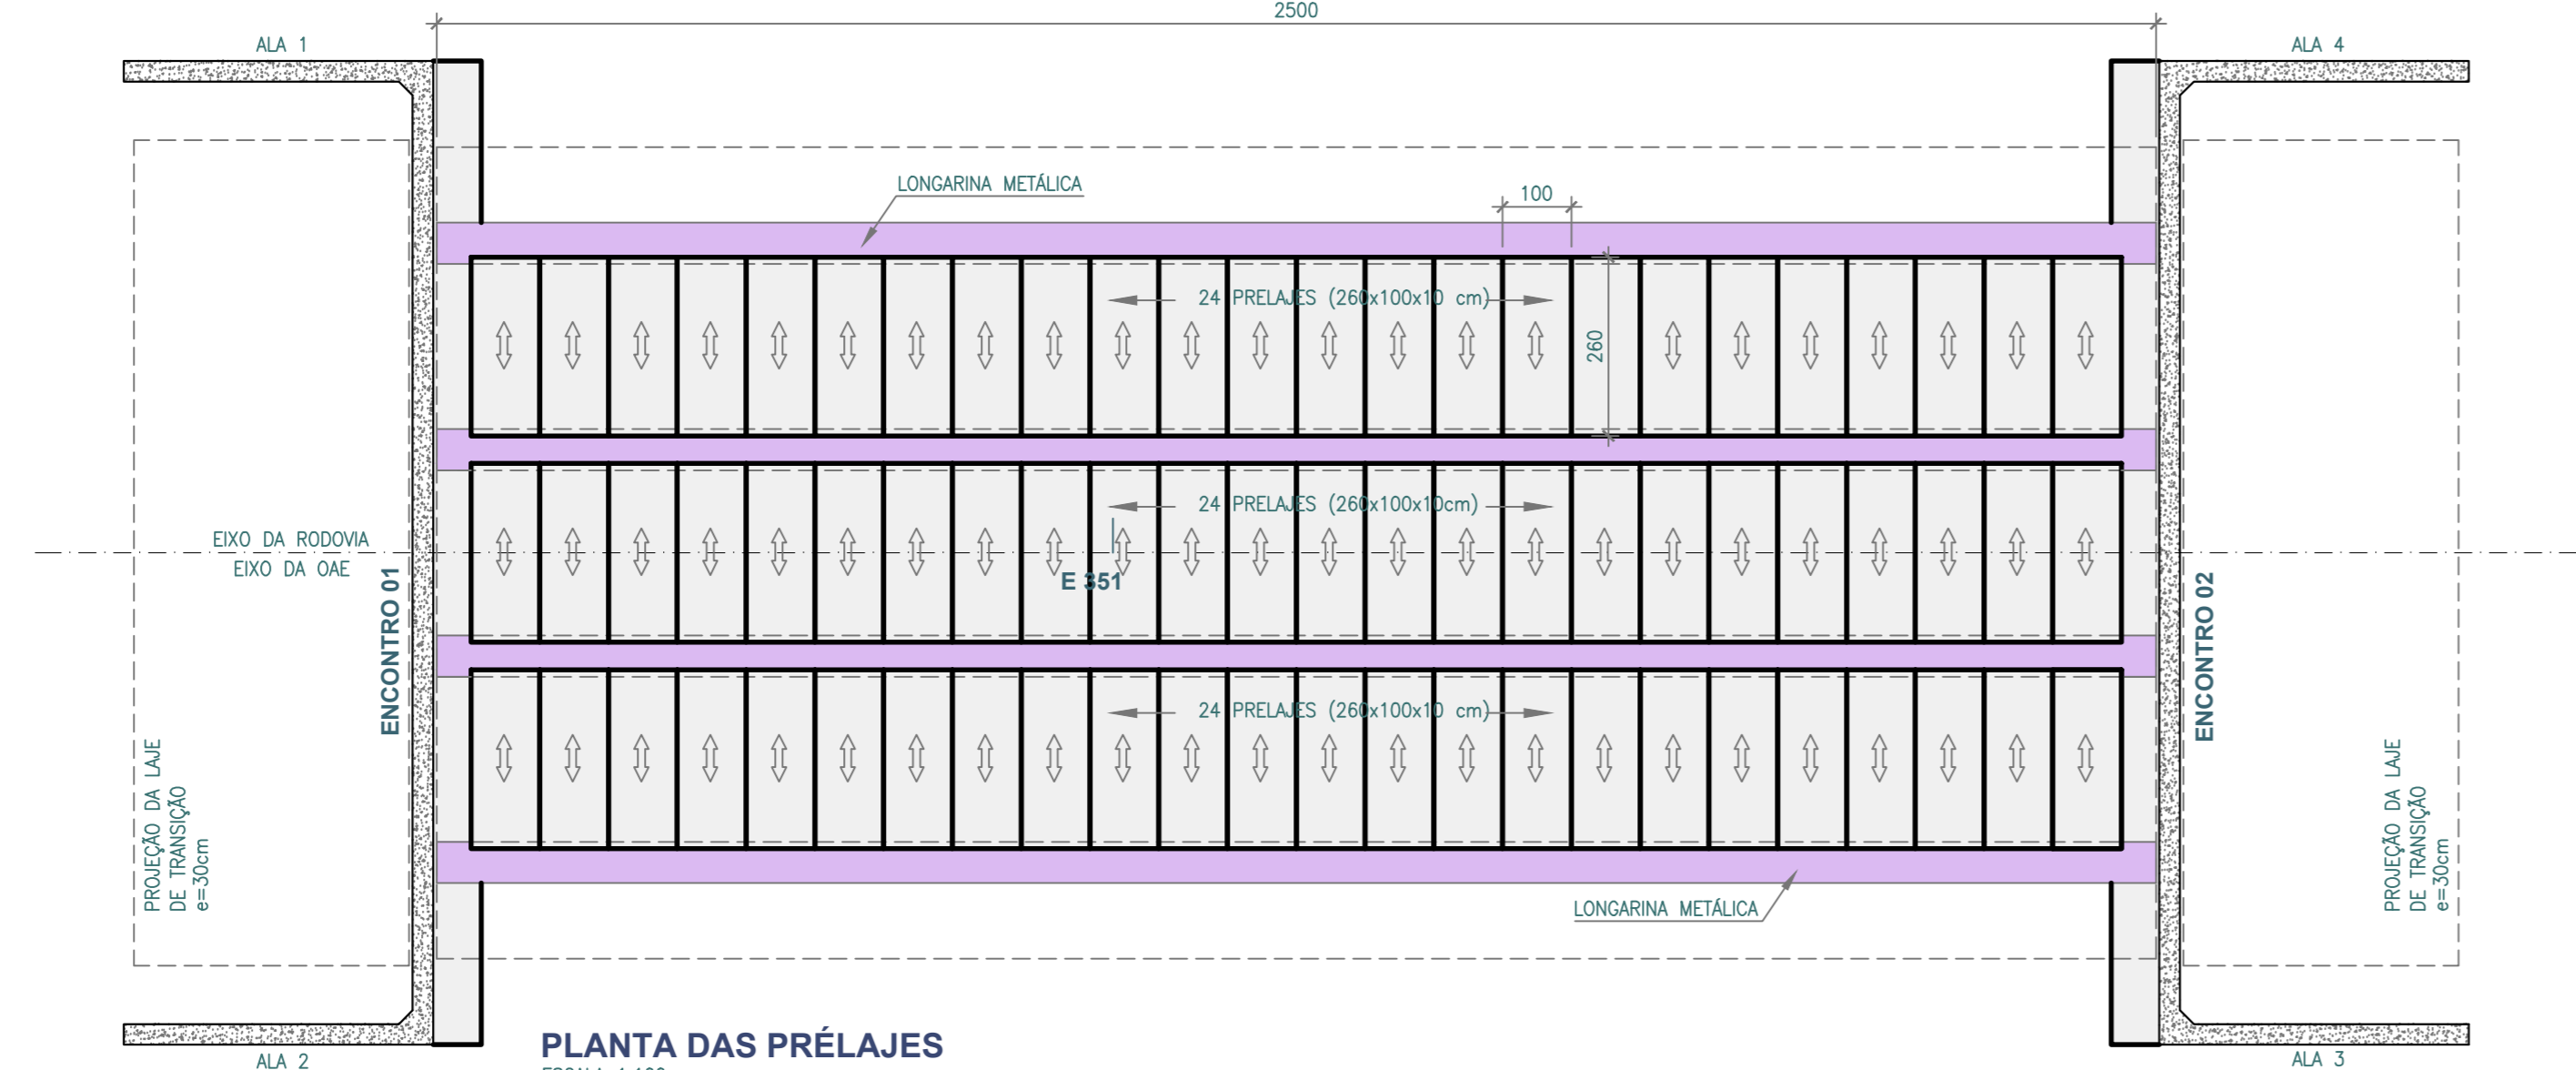 2500
ALA 1
ALA 4
LONGARINA METÁLICA
100
24 PRELAJES (260x100x10 cm)
260
24 PRELAJES (260x100x10cm)
EIXO DA RODOVIA
EIXO DA OAE
E 351
ENCONTRO 01
ENCONTRO 02
24 PRELAJES (260x100x10 cm)
PROJEÇÃO DA LAJE
DE TRANSIÇÃO
e=30cm
PROJEÇÃO DA LAJE
DE TRANSIÇÃO
e=30cm
LONGARINA METÁLICA
PLANTA DAS PRÉLAJES
ALA 2
ALA 3